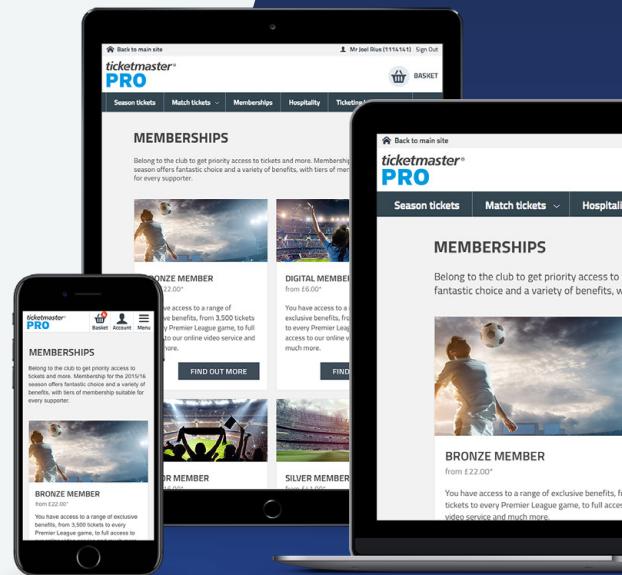 Back to main site
Mr Joel Rius (1114141) Sign Out
ticketmaster®
PRO
BASKET
Season tickets Match tickets Memberships Hospitality
MEMBERSHIPS
Belong to the club to get priority access to tickets and more.
season offers fantastic choice and a variety of benefits, with tiers of
for every supporter.
MEMBER
DIGITAL
22.00*
from £6.00*
access to a range of
You have access to
benefits, from 3,500 tickets
exclusive benefits,
Premier League game, to full
to every Premier
to our online video service and
access to our online
much more.
FIND OUT MORE
MEMBER
SILVER MEMBER
Back to main site
ticketmaster®
PRO
Season tickets Match tickets
MEMBERSHIPS
Belong to the club to get priority access to
fantastic choice and a variety of benefits,
BRONZE MEMBER
from £22.00*
You have access to a range of exclusive benefits,
tickets to every Premier League game, to full
video service and much more.
ticketmaster®
PRO
Basket Account Menu
MEMBERSHIPS
Belong to the club to get priority access to
tickets and more. Membership for the 2015/16
season offers fantastic choice and a variety of
benefits, with tiers of membership suitable for
every supporter.
BRONZE MEMBER
from £22.00*
You have access to a range of exclusive
benefits, from 3,500 tickets to every
Premier League game, to full access to